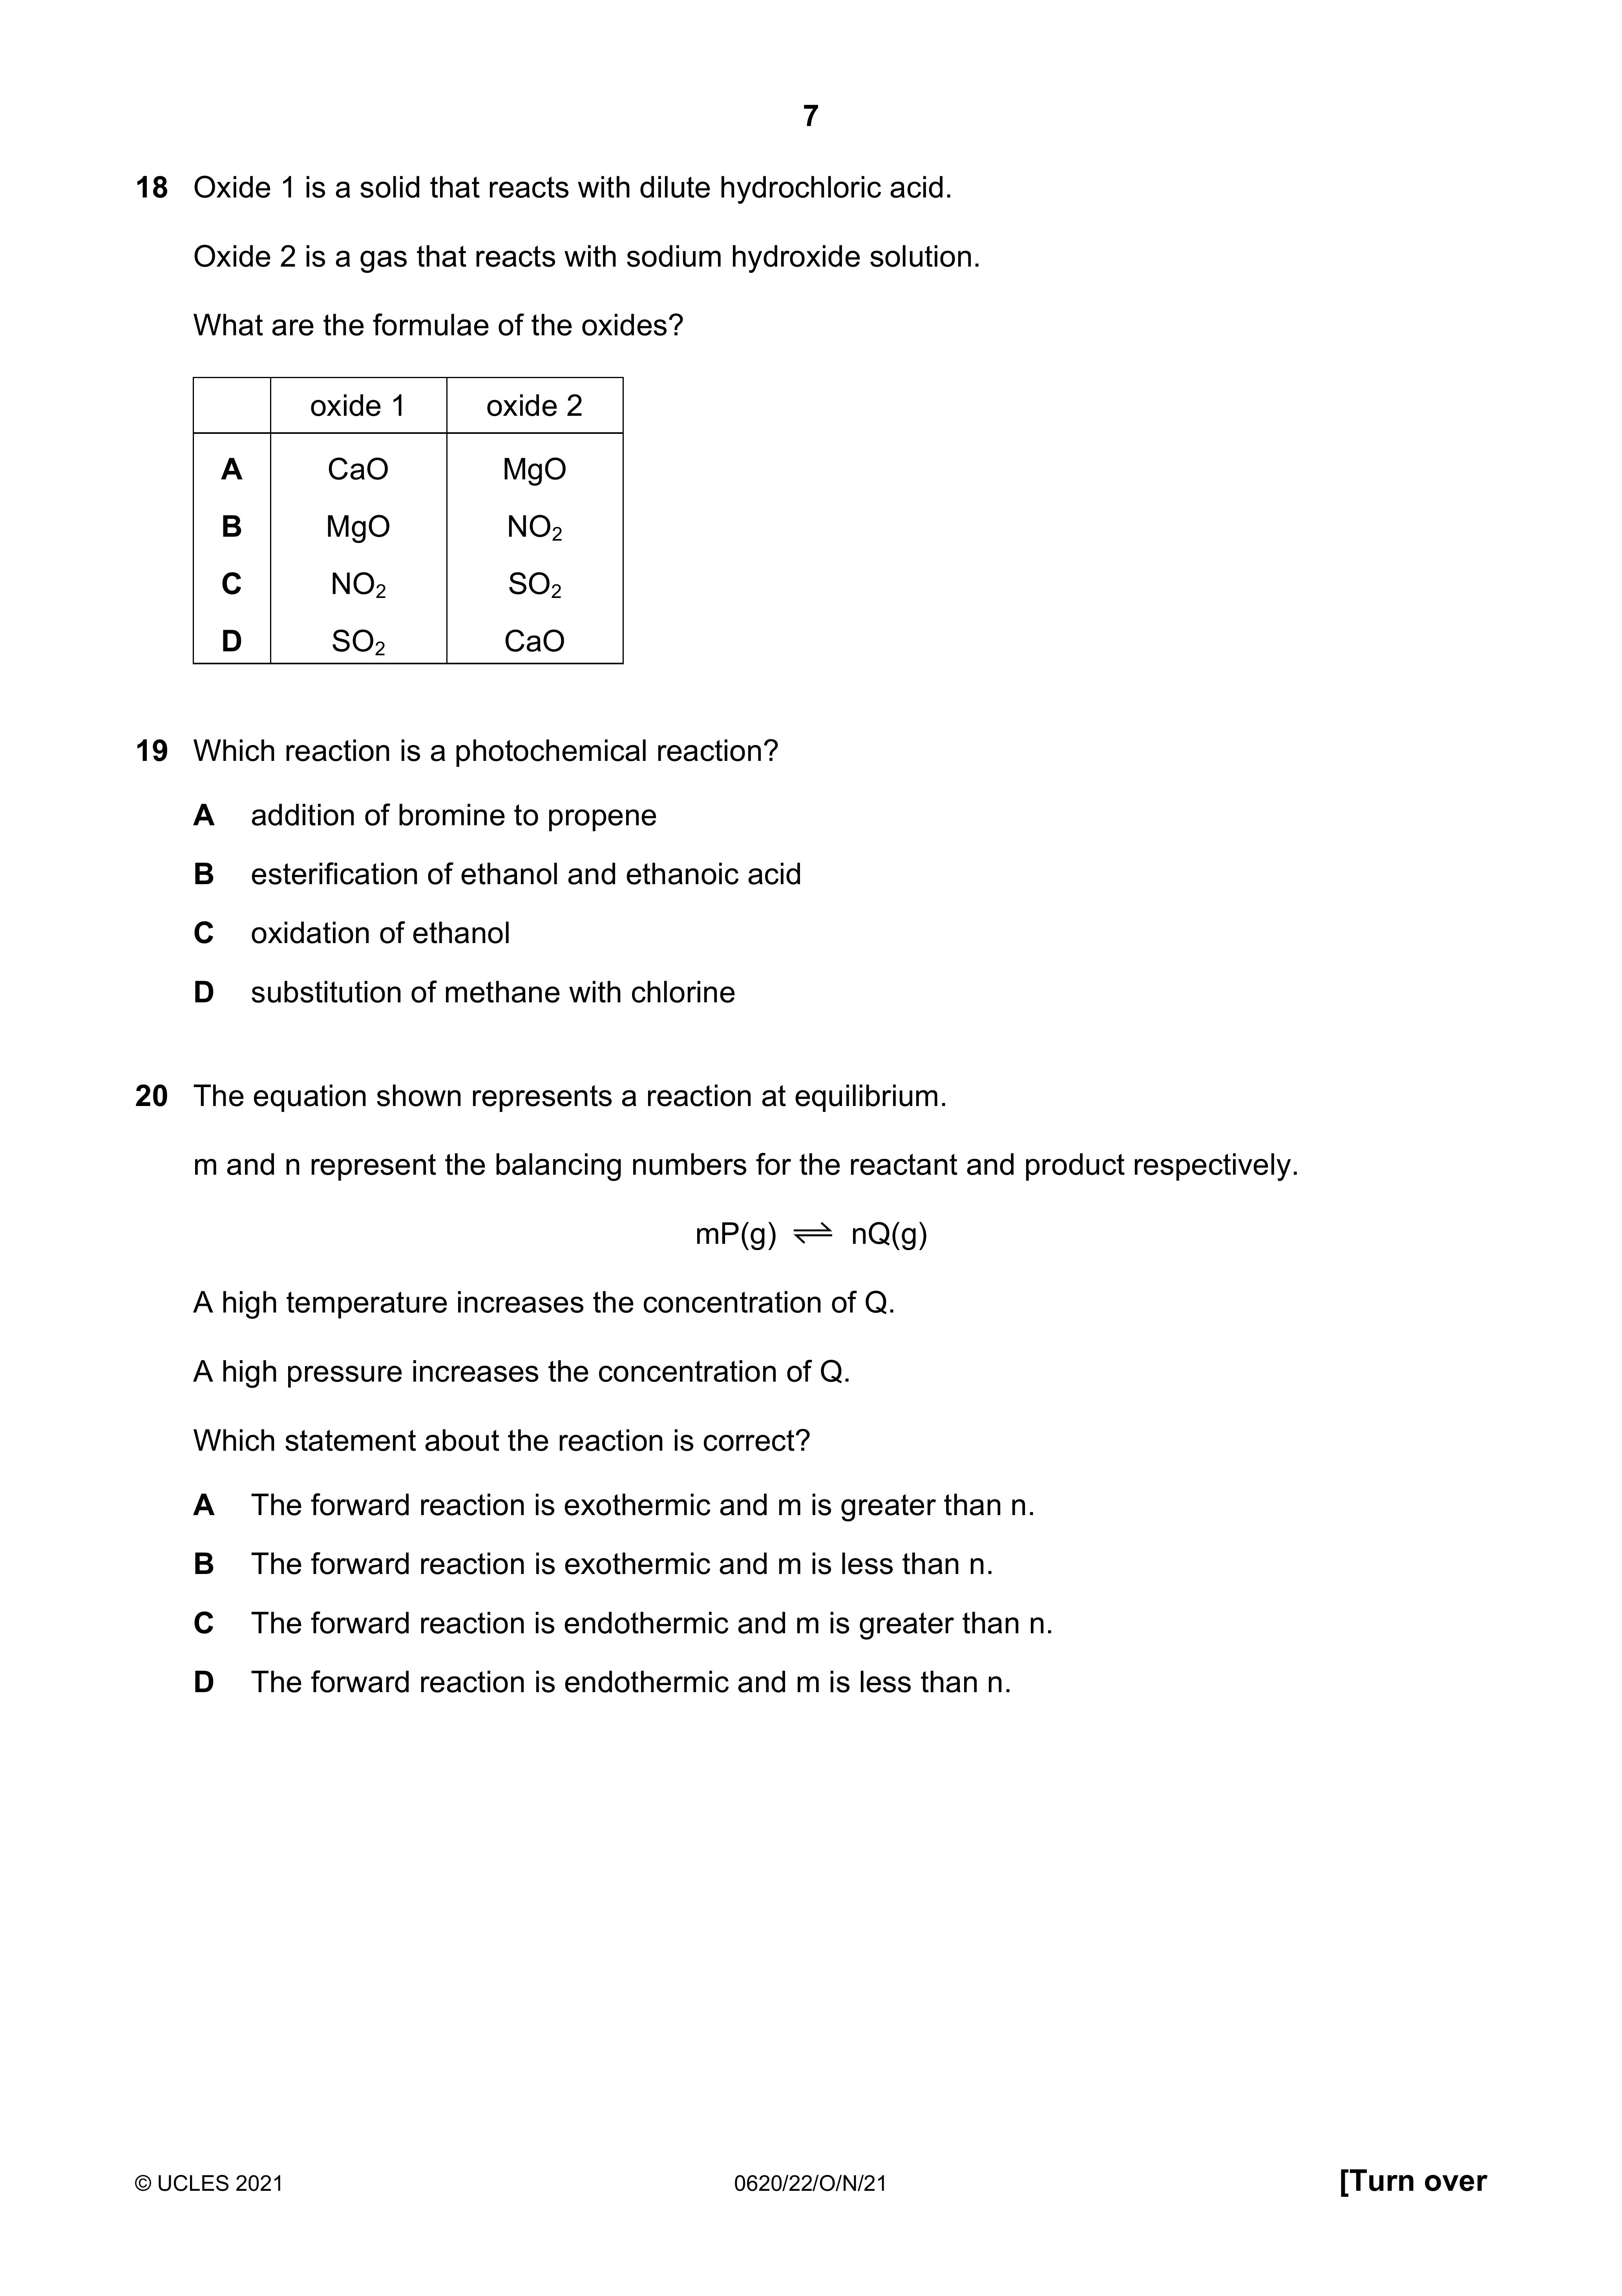 7
18 Oxide 1 is a solid that reacts with dilute hydrochloric acid.
Oxide 2 is a gas that reacts with sodium hydroxide solution.
What are the formulae of the oxides?
oxide 1 oxide 2
A CaO MgO
B MgO NO₂
C NO₂ SO₂
D SO₂ CaO
19 Which reaction is a photochemical reaction?
A addition of bromine to propene
B esterification of ethanol and ethanoic acid
C oxidation of ethanol
D substitution of methane with chlorine
20 The equation shown represents a reaction at equilibrium.
m and n represent the balancing numbers for the reactant and product respectively.
mP(g) ⇌ nQ(g)
A high temperature increases the concentration of Q.
A high pressure increases the concentration of Q.
Which statement about the reaction is correct?
A The forward reaction is exothermic and m is greater than n.
B The forward reaction is exothermic and m is less than n.
C The forward reaction is endothermic and m is greater than n.
D The forward reaction is endothermic and m is less than n.
© UCLES 2021 0620/22/O/N/21 [Turn over